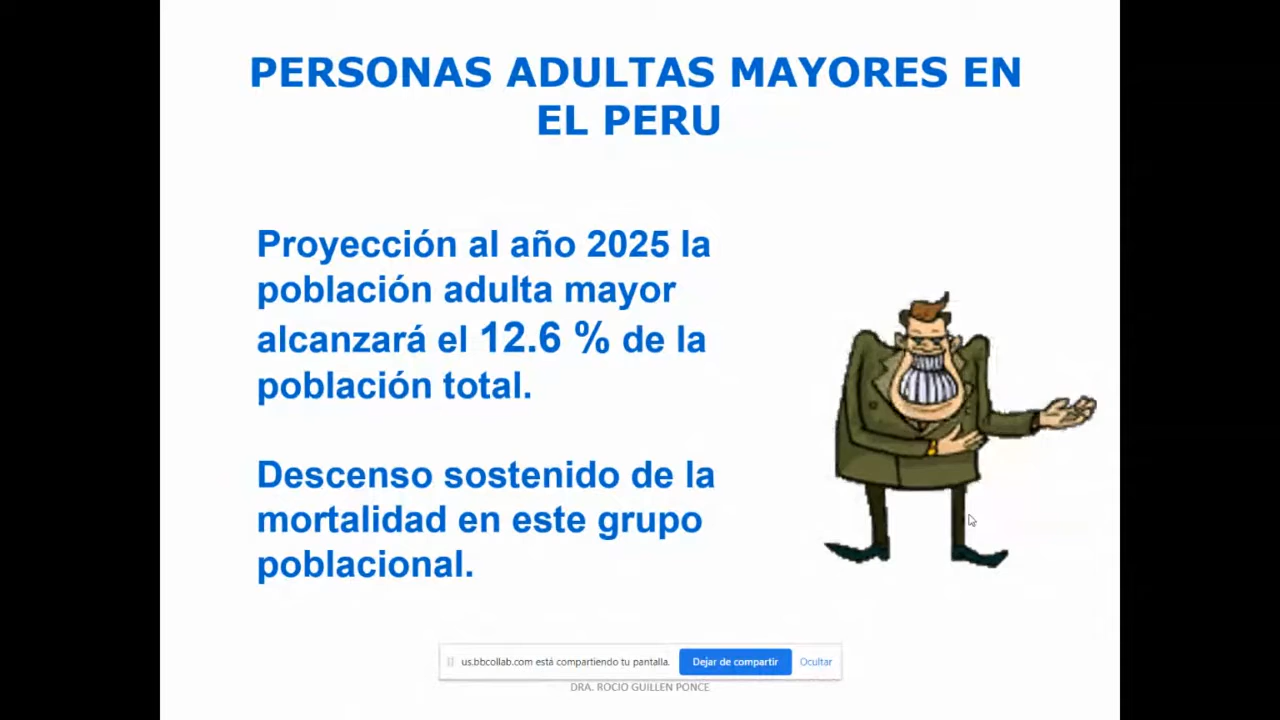 PERSONAS ADULTAS MAYORES EN
EL PERU
Proyección al año 2025 la
población adulta mayor
alcanzará el 12.6 % de la
población total.
Descenso sostenido de la
mortalidad en este grupo
poblacional.
us.bbcollab.com está compartiendo tu pantalla.
Dejar de compartir
Ocultar
DRA. ROCIO GUILLEN PONCE